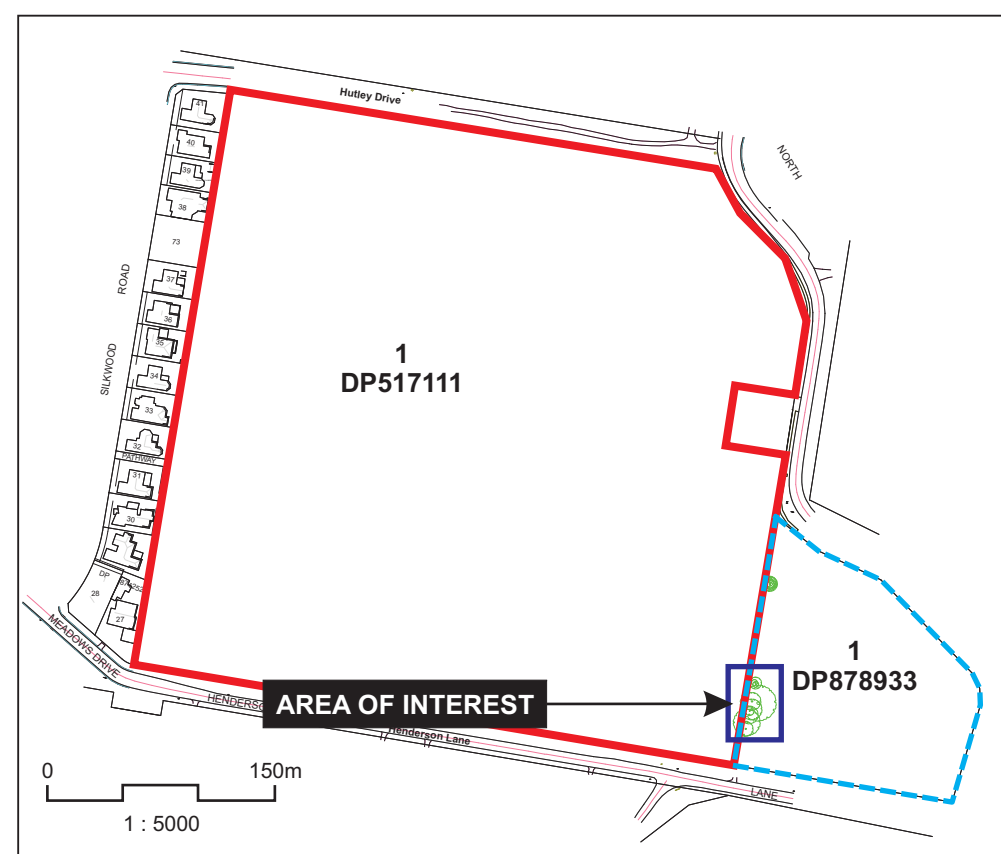 Hutley Drive
NORTH
41
40
39
38
73
ROAD
37
36
35
SILKWOOD
34
33
32
PATHWAY
31
30
DP
28
27
1
DP517111
1
DP878933
MEADOWS DRIVE
HENDERSON
AREA OF INTEREST
Henderson Lane
LANE
0 150m
1 : 5000